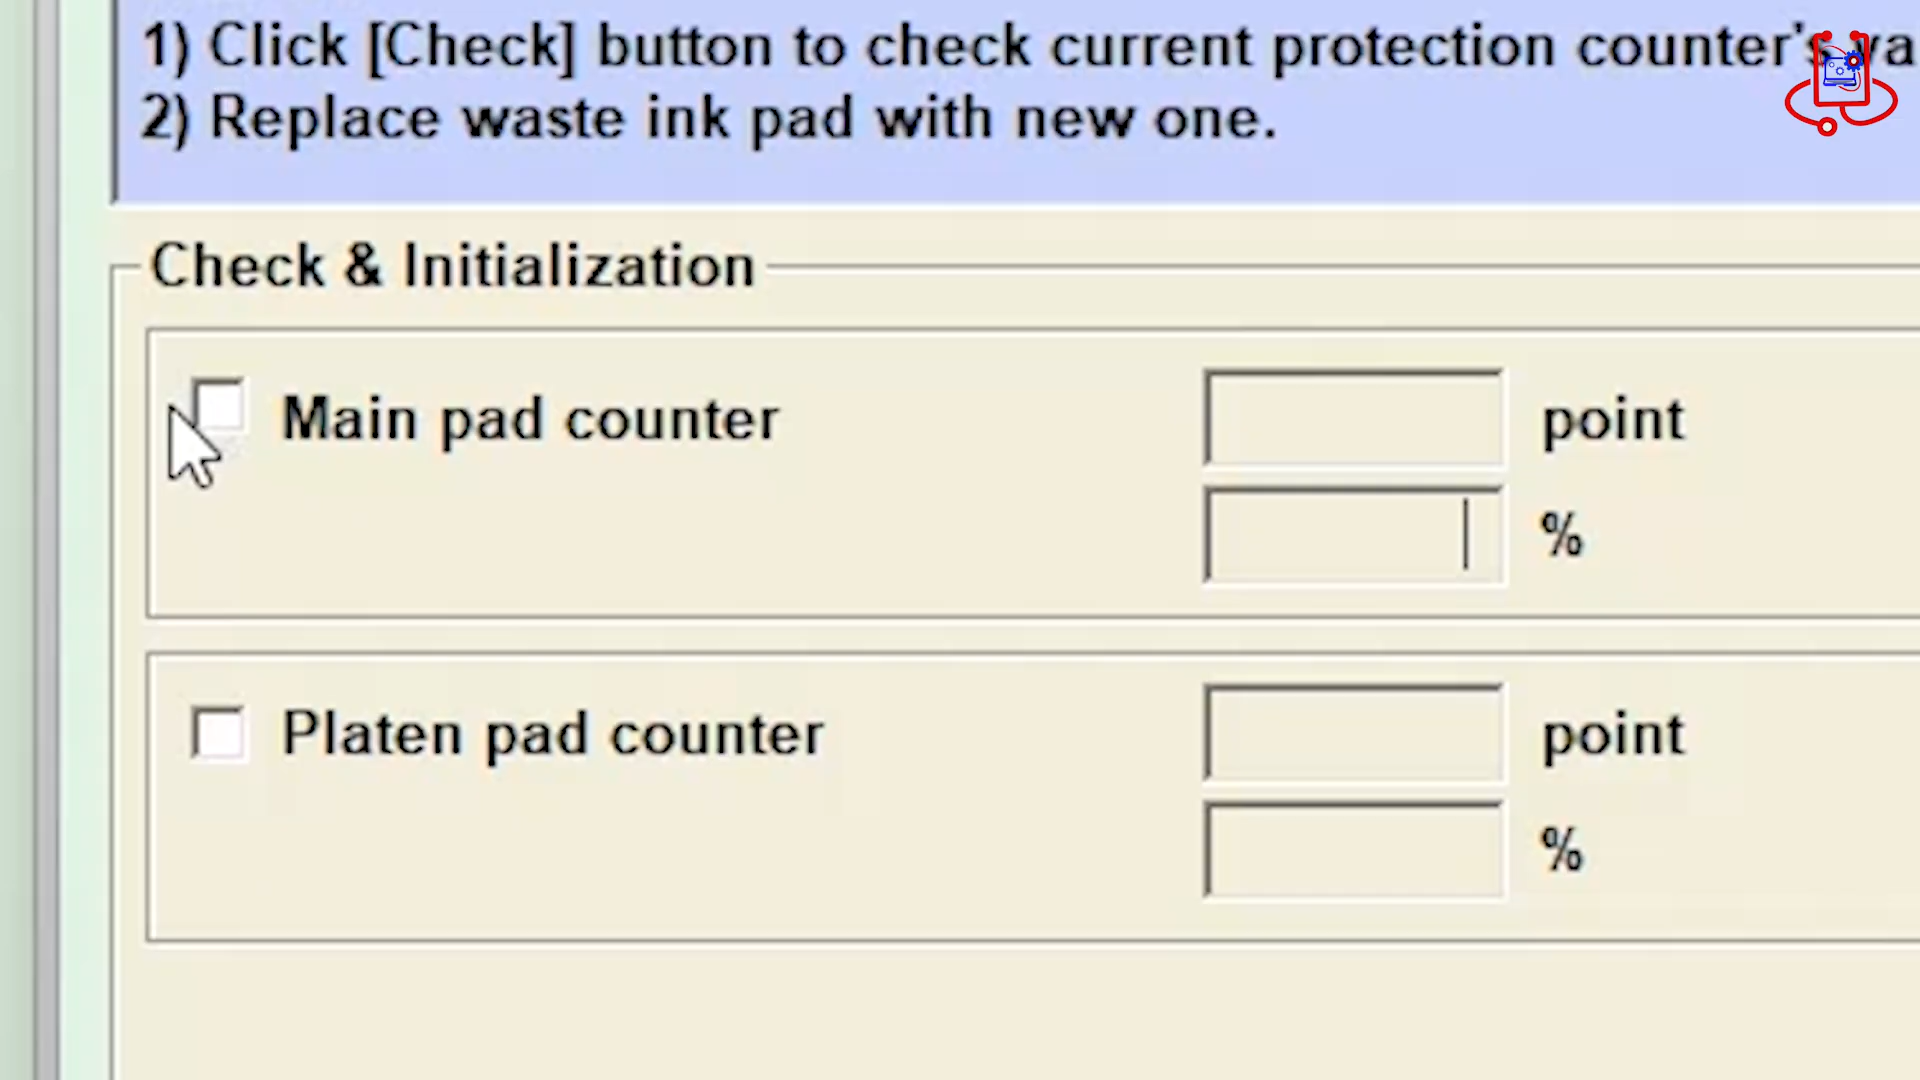 1) Click [Check] button to check current protection counter's
2) Replace waste ink pad with new one.
Check & Initialization
Main pad counter
point
%
Platen pad counter
point
%